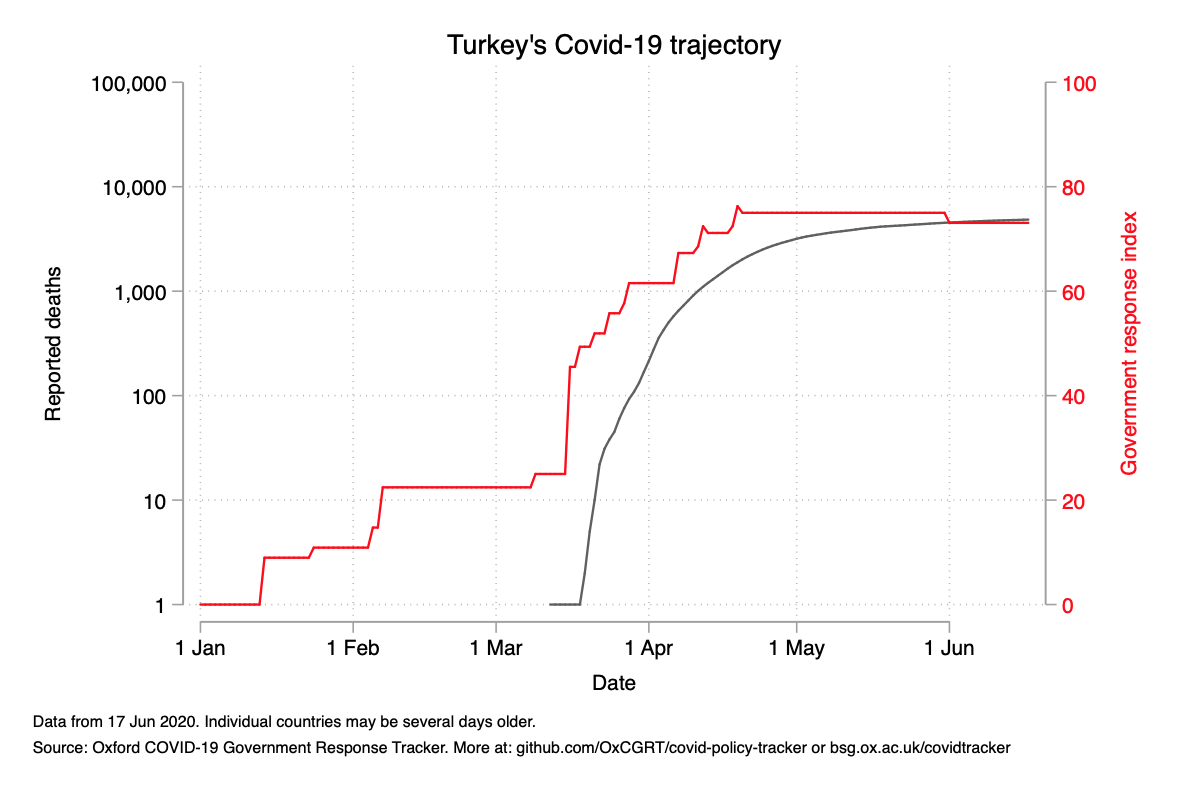 Turkey's Covid-19 trajectory
100,000
10,000
1,000
100
10
1
Reported deaths
100
80
60
40
20
0
Government response index
1 Jan
1 Feb
1 Mar
1 Apr
1 May
1 Jun
Date
Data from 17 Jun 2020. Individual countries may be several days older.
Source: Oxford COVID-19 Government Response Tracker. More at: github.com/OxCGRT/covid-policy-tracker or bsg.ox.ac.uk/covidtracker